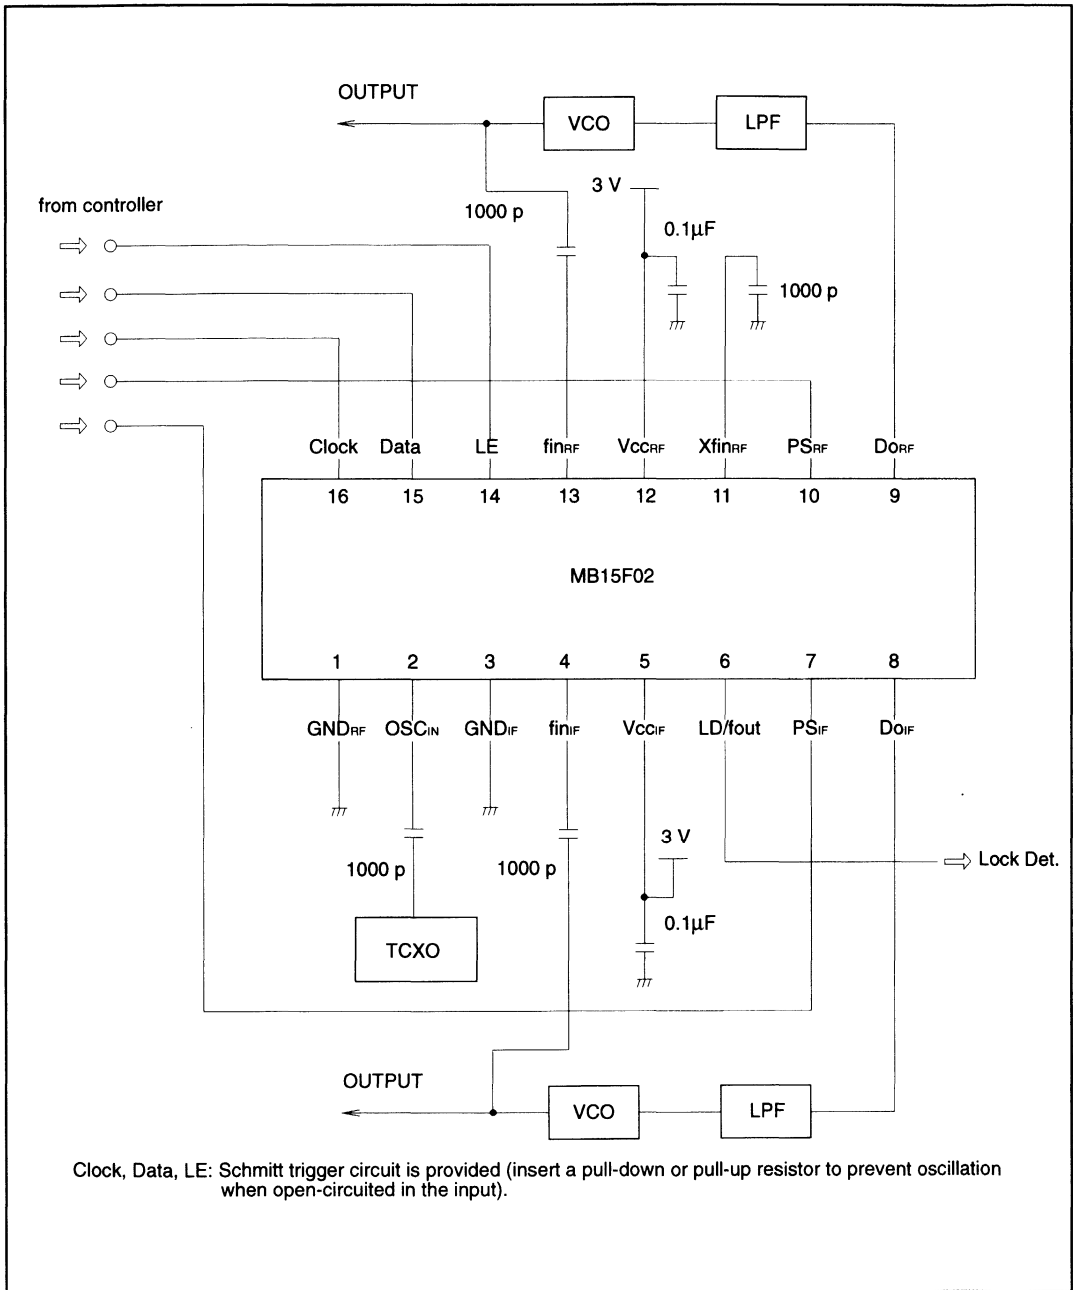 OUTPUT
VCO
LPF
3 V
from controller
1000 p
0.1µF
1000 p
Clock Data LE finRF VccRF XfinRF PSRF DoRF
16 15 14 13 12 11 10 9
MB15F02
1 2 3 4 5 6 7 8
GNDRF OSCIN GNDIF finIF VccIF LD/fout PSIF DoIF
3 V
Lock Det.
1000 p
1000 p
0.1µF
TCXO
OUTPUT
VCO
LPF
Clock, Data, LE: Schmitt trigger circuit is provided (insert a pull-down or pull-up resistor to prevent oscillation
when open-circuited in the input).